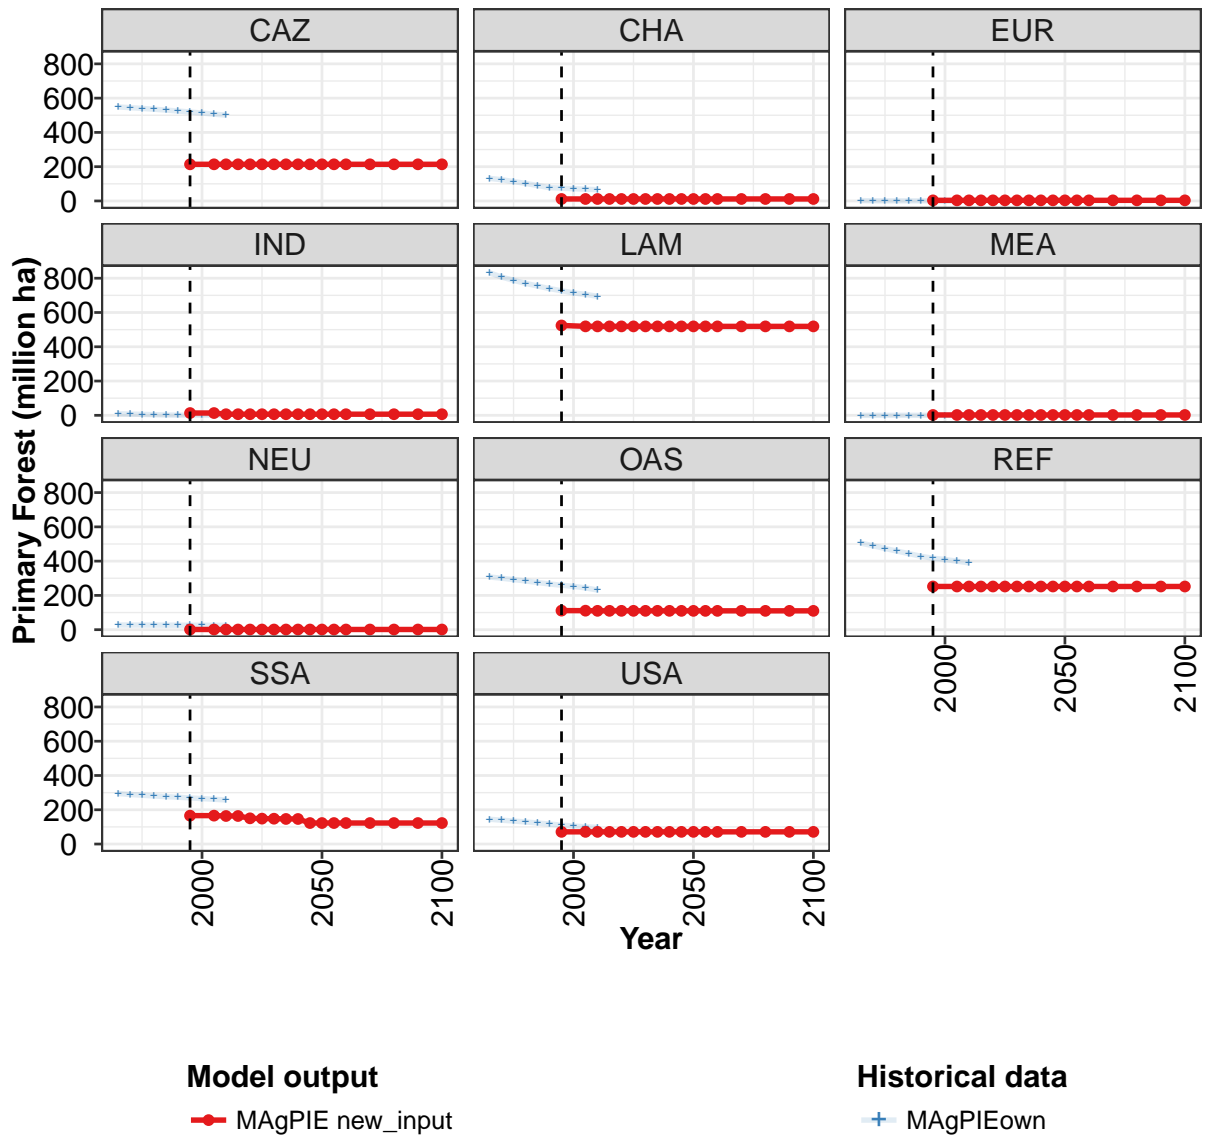 CAZ CHA EUR
800
600
400
200
0
IND LAM MEA
800
600
400
200
0
NEU OAS REF
800
600
400
200
0
SSA USA
800
600
400
200
0
2000 2050 2100
2000 2050 2100
2000 2050 2100
Primary Forest (million ha)
Year
Model output
MAgPIE new_input
Historical data
MAgPIEown